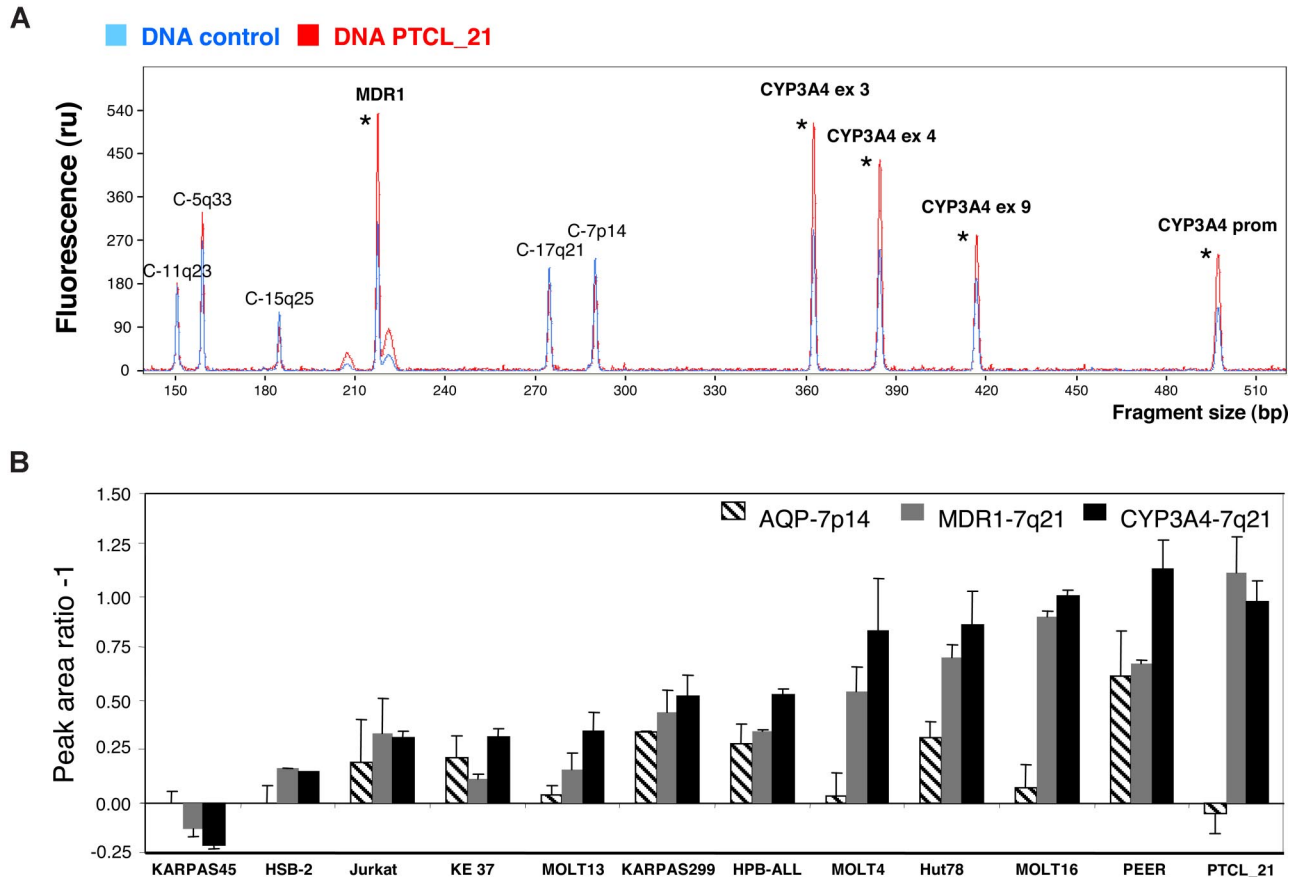 A
DNA control DNA PTCL_21
Fluorescence (ru)
540
450
360
270
180
90
0
C-11q23
C-5q33
C-15q25
MDR1
*
C-17q21
C-7p14
CYP3A4 ex 3
*
CYP3A4 ex 4
*
CYP3A4 ex 9
*
CYP3A4 prom
*
150 180 210 240 270 300 330 360 390 420 450 480 510
Fragment size (bp)
B
Peak area ratio -1
1.50
1.25
1.00
0.75
0.50
0.25
0.00
-0.25
AQP-7p14 MDR1-7q21 CYP3A4-7q21
KARPAS45 HSB-2 Jurkat KE 37 MOLT13 KARPAS299 HPB-ALL MOLT4 Hut78 MOLT16 PEER PTCL_21